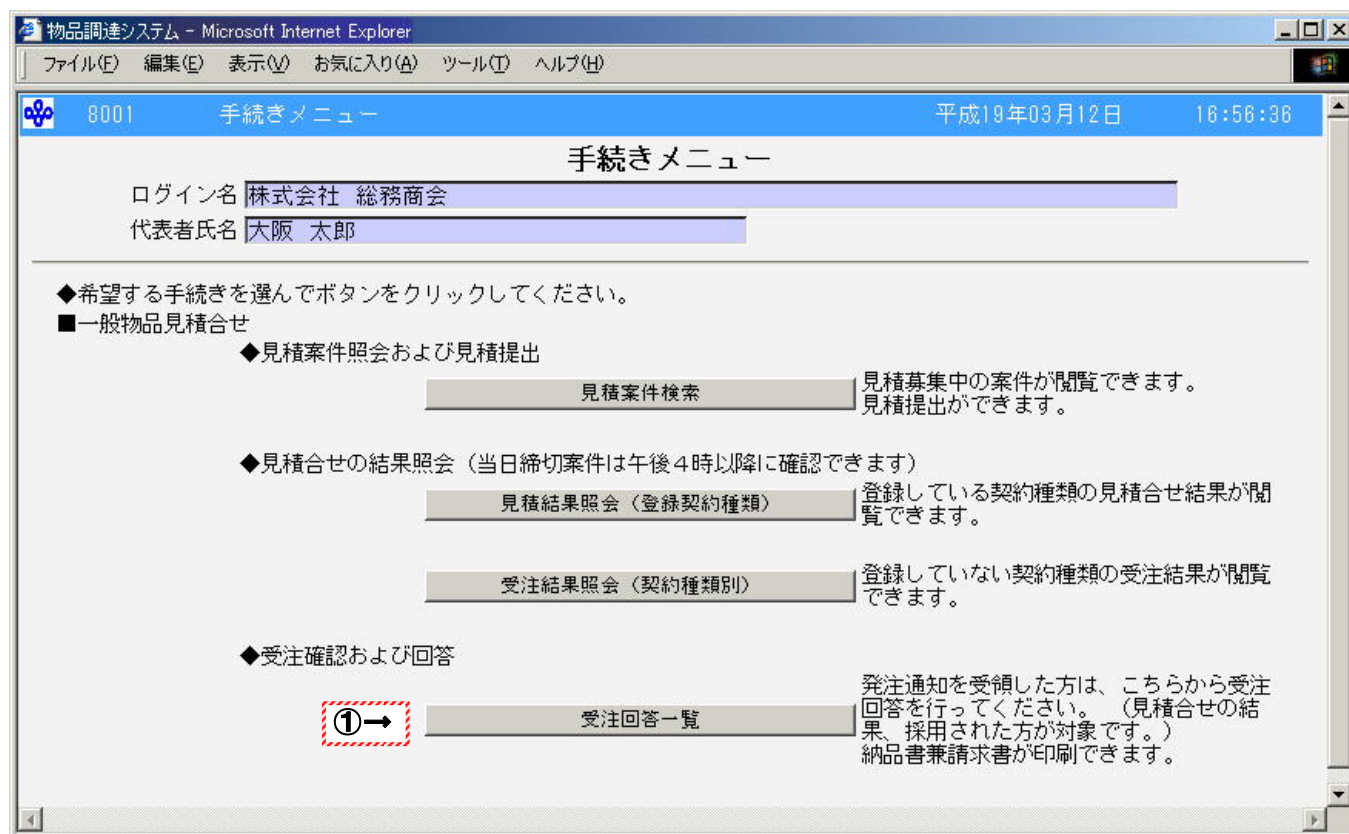 物品調達システム - Microsoft Internet Explorer
ファイル(F) 編集(E) 表示(V) お気に入り(A) ツール(T) ヘルプ(H)
8001 手続きメニュー 平成19年03月12日 16:56:36
手続きメニュー
ログイン名 株式会社 総務商会
代表者氏名 大阪 太郎
◆希望する手続きを選んでボタンをクリックしてください。
■一般物品見積合せ
◆見積案件照会および見積提出
見積案件検索
見積募集中の案件が閲覧できます。
見積提出ができます。
◆見積合せの結果照会（当日締切案件は午後４時以降に確認できます）
見積結果照会（登録契約種類）
登録している契約種類の見積合せ結果が閲
覧できます。
受注結果照会（契約種類別）
登録していない契約種類の受注結果が閲覧
できます。
◆受注確認および回答
①→
受注回答一覧
発注通知を受領した方は、こちらから受注
回答を行ってください。 （見積合せの結
果、採用された方が対象です。）
納品書兼請求書が印刷できます。